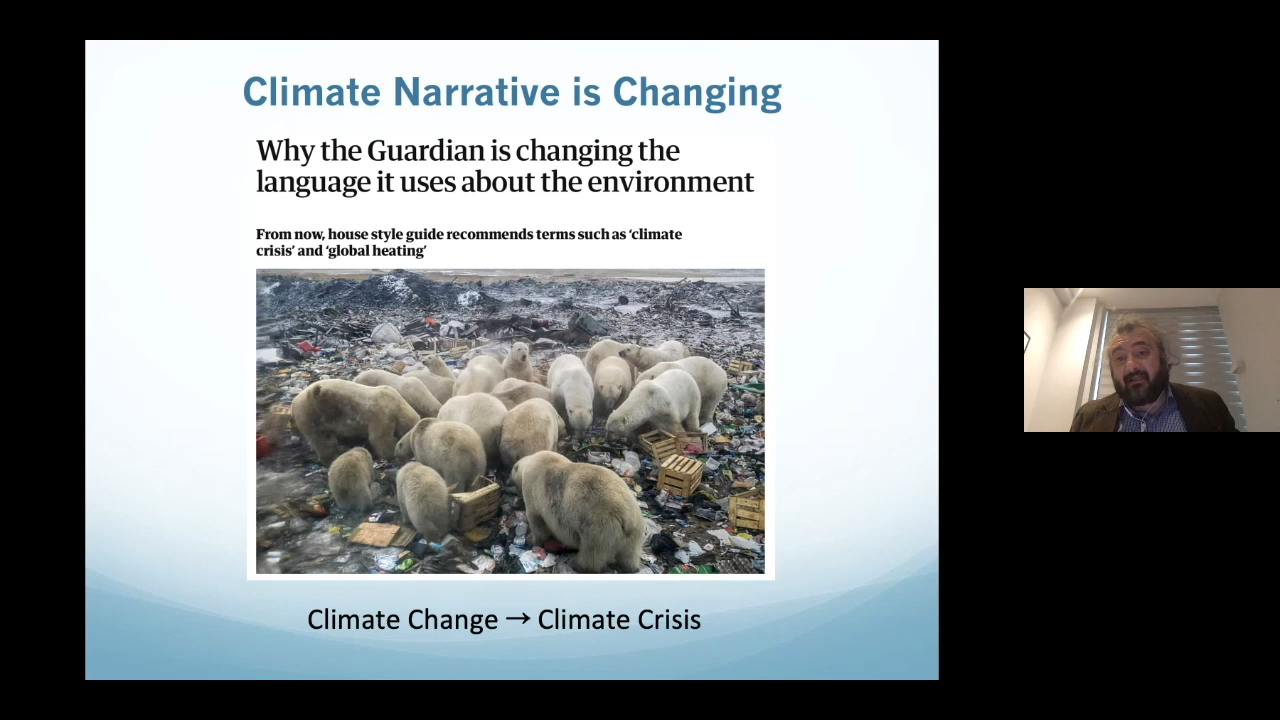 Climate Narrative is Changing
Why the Guardian is changing the
language it uses about the environment
From now, house style guide recommends terms such as ‘climate
crisis’ and ‘global heating’
Climate Change → Climate Crisis